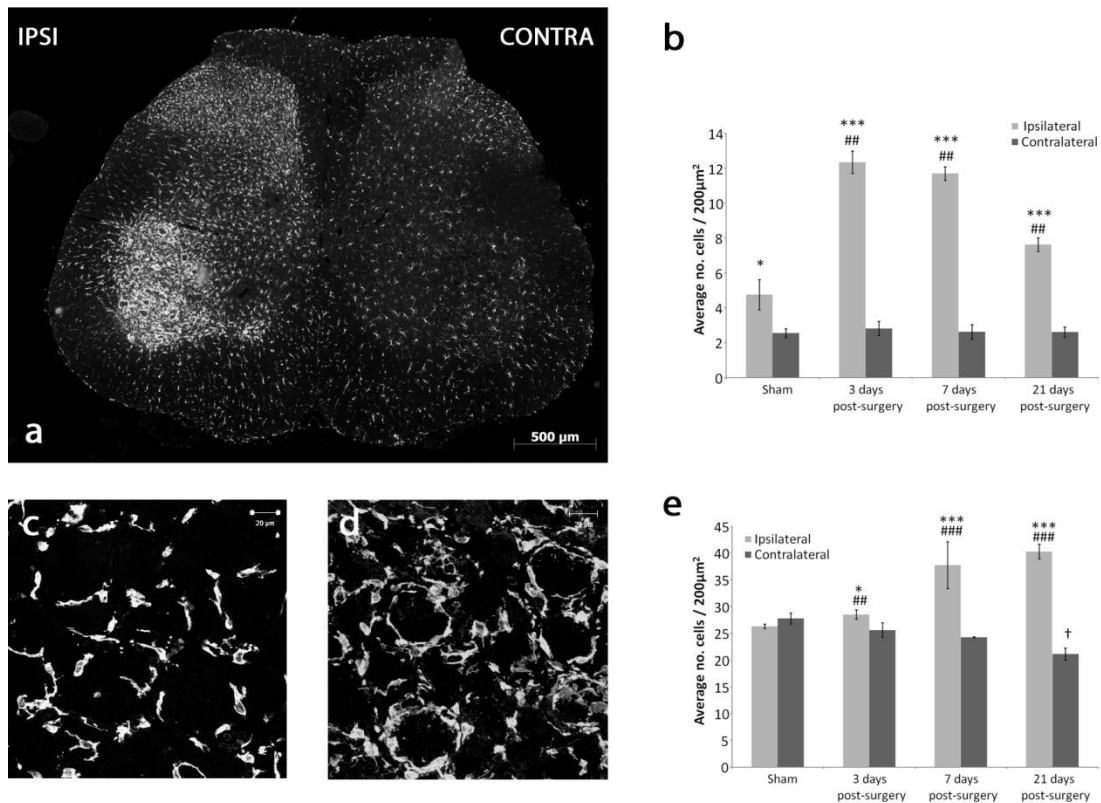 IPSI
CONTRA
a
500 µm
b
Ipsilateral
Contralateral
Average no. cells / 200µm²
14
12
10
8
6
4
2
0
*
***
##
***
##
***
##
Sham
3 days
post-surgery
7 days
post-surgery
21 days
post-surgery
c
20 µm
d
e
Ipsilateral
Contralateral
Average no. cells / 200µm²
45
40
35
30
25
20
15
10
5
0
*
##
***
###
***
###
†
Sham
3 days
post-surgery
7 days
post-surgery
21 days
post-surgery